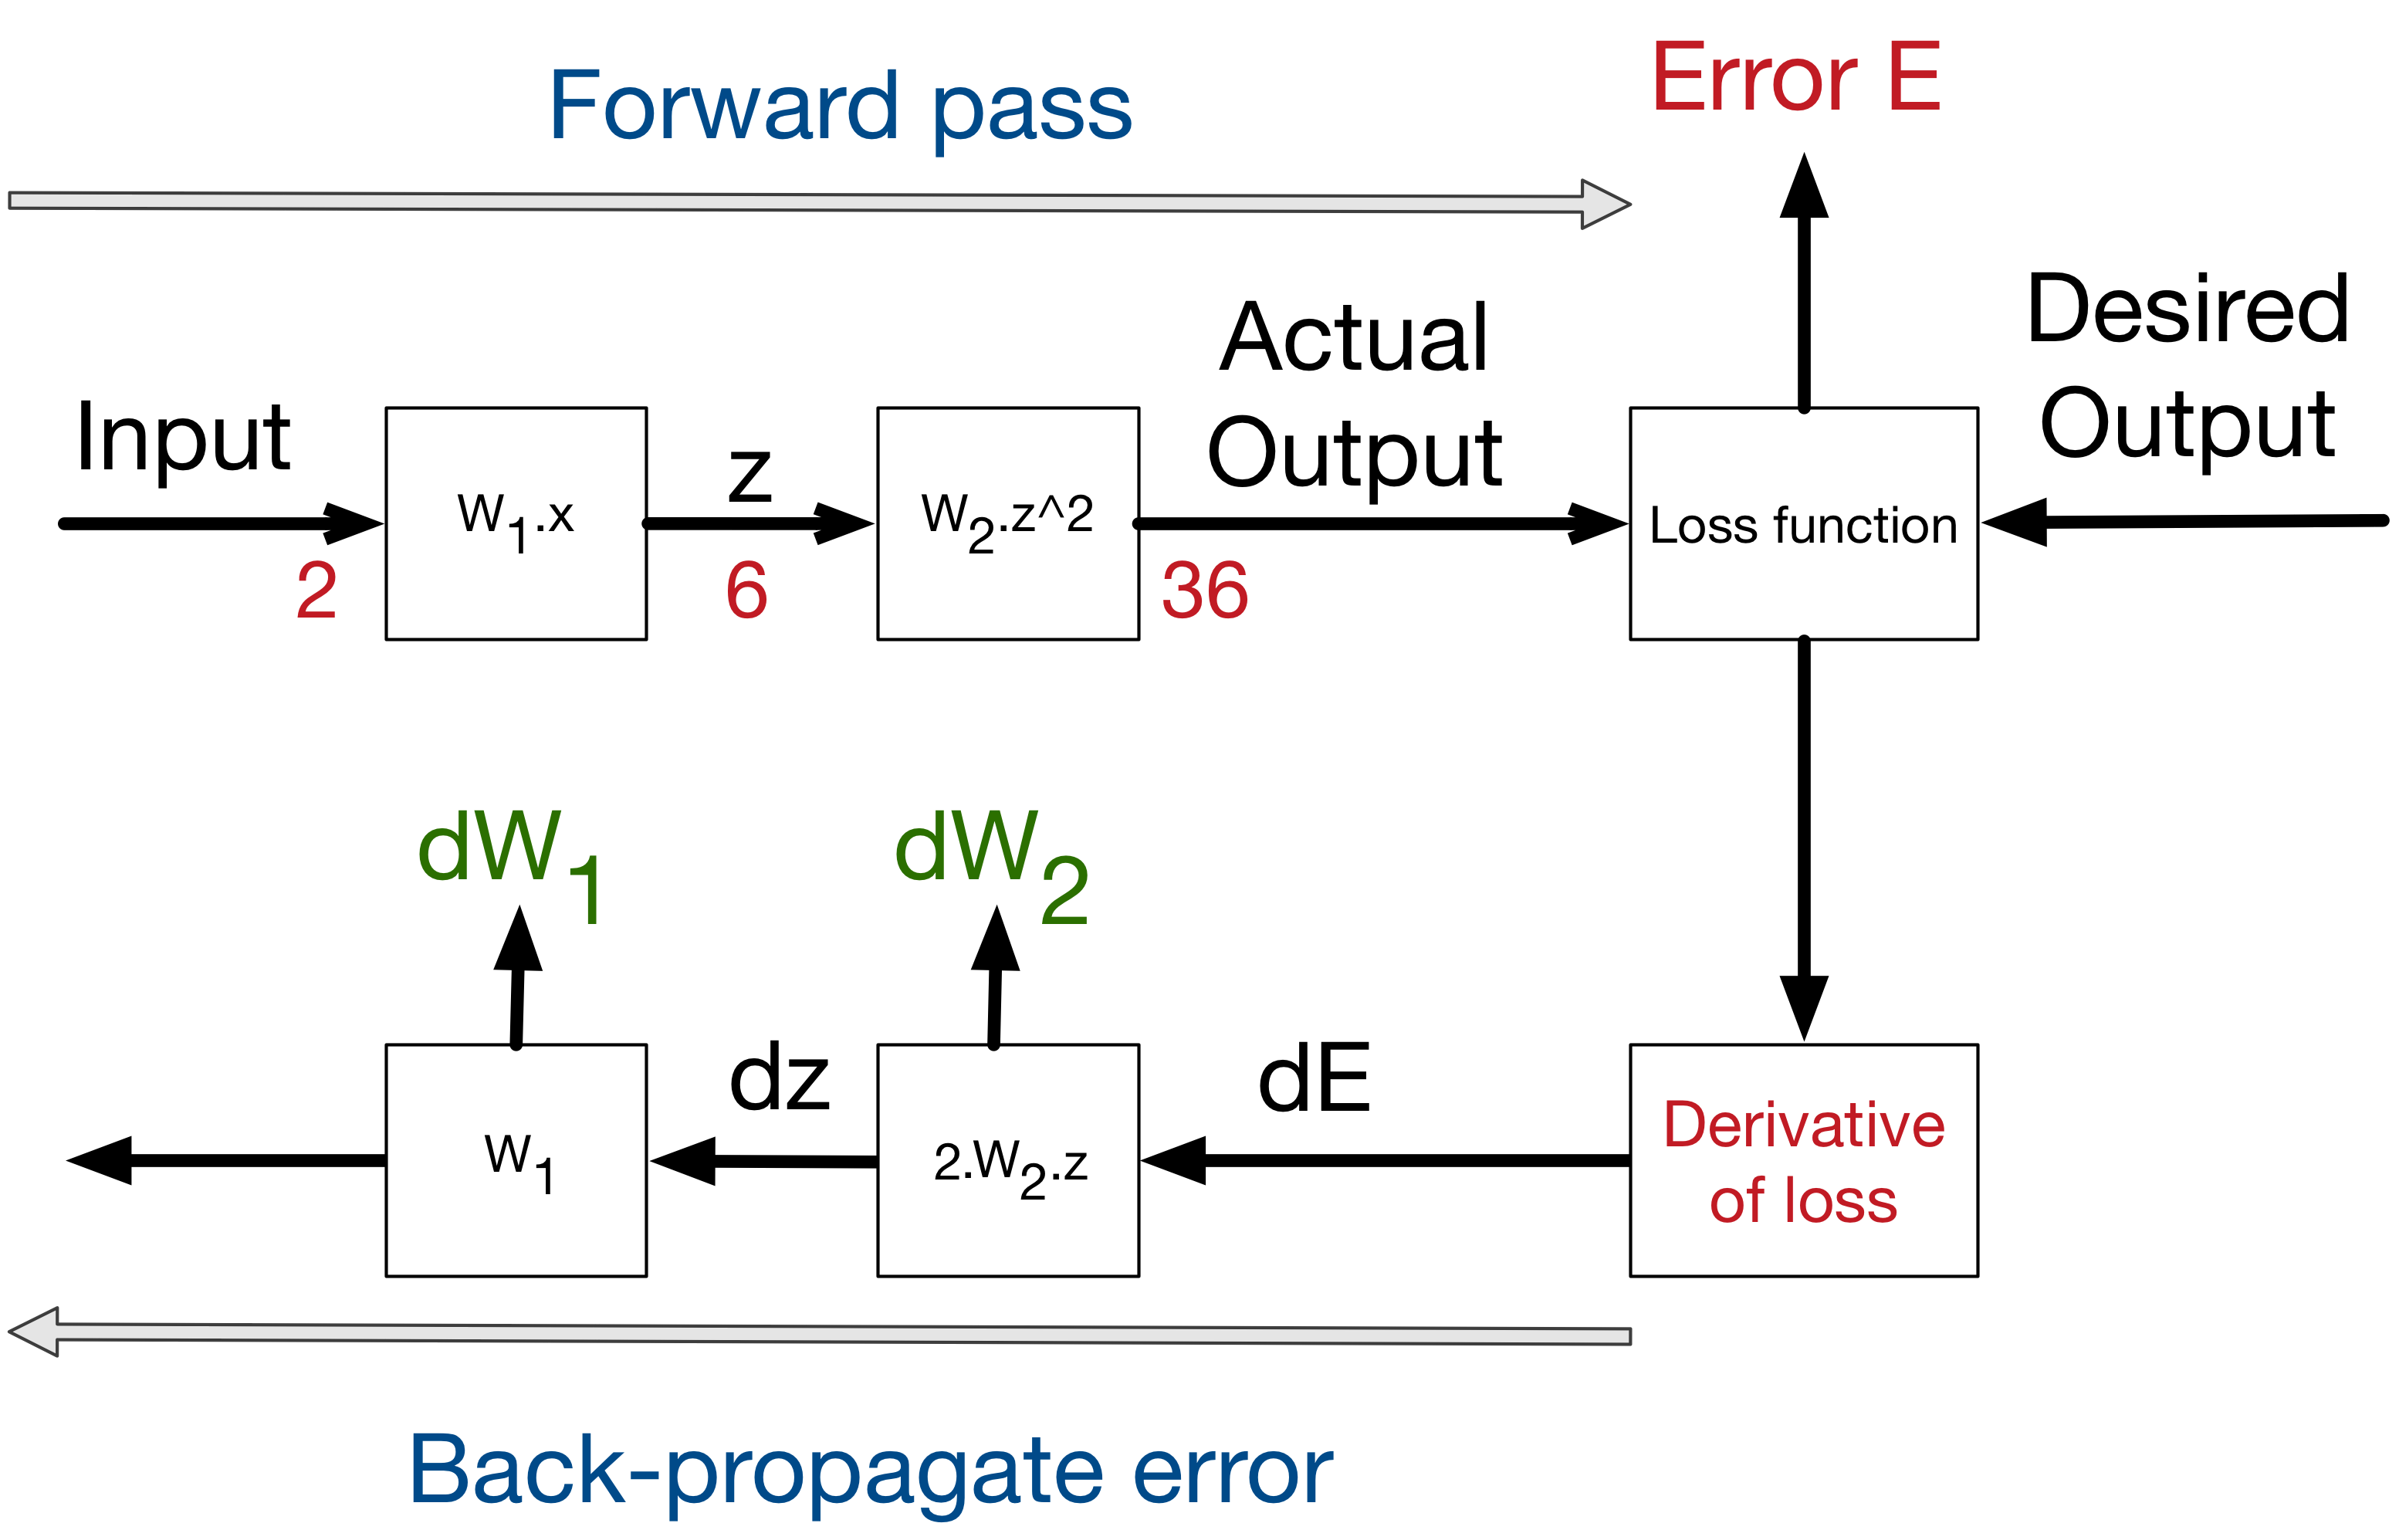 Forward pass
Error E
Input
z
Actual
Output
Desired
Output
W₁.x
W₂.z^2
Loss function
2
6
36
dW₁
dW₂
dz
dE
W₁
2.W₂.z
Derivative
of loss
Back-propagate error